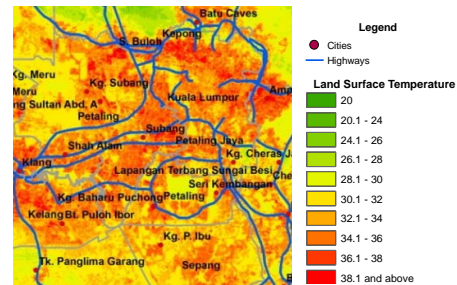 Batu Caves
Kepong
S. Buloh
Kg. Meru
Kg. Subang
Meru
Kuala Lumpur
ng Sultan Abd. A
Petaling
Subang
Shah Alam
Petaling Jaya
Kg. Cheras J
Klang
Lapangan Terbang Sungai Besi
Che
Seri Kembangan
Kg. Baharu Puchong
Petaling
Kelang
Bt. Puloh Ibor
Kg. P. Ibu
Tk. Panglima Garang
Sepang
Legend
Cities
Highways
Land Surface Temperature
20
20.1 - 24
24.1 - 26
26.1 - 28
28.1 - 30
30.1 - 32
32.1 - 34
34.1 - 36
36.1 - 38
38.1 and above